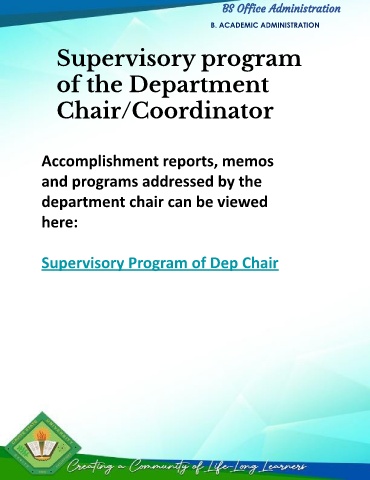 BS Office Administration
B. ACADEMIC ADMINISTRATION
Supervisory program
of the Department
Chair/Coordinator
Accomplishment reports, memos
and programs addressed by the
department chair can be viewed
here:
Supervisory Program of Dep Chair
Creating a Community of Life-Long Learners